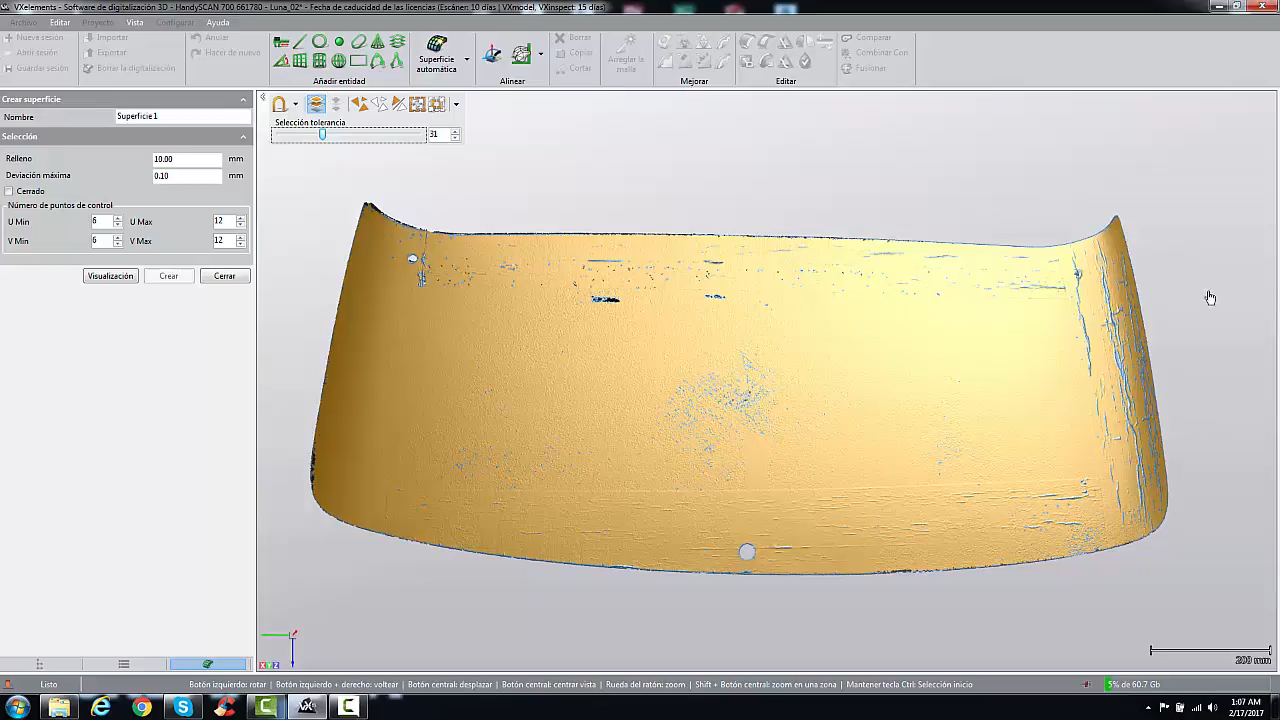 VXelements - Software de digitalización 3D - HandySCAN 700 661780 - Luna_02* - Fecha de caducidad de las licencias (Escáner: 10 días | VXmodel, VXinspect: 15 días)
Archivo Editar Proyecto Vista Configurar Ayuda
Nueva sesión Importar Anular Borrar Comparar
Abrir sesión Exportar Hacer de nuevo Superficie automática Copiar Arreglar la malla Combinar Con
Guardar sesión Borrar la digitalización Cortar Fusionar
Añadir entidad Alinear Mejorar Editar
Crear superficie
Nombre Superficie 1
Selección tolerancia
31
Selección
Relleno 10.00 mm
Deviación máxima 0.10 mm
Cerrado
Número de puntos de control
U Min 6 U Max 12
V Min 6 V Max 12
Visualización Crear Cerrar
X Y Z
200 mm
Listo Botón izquierdo: rotar | Botón izquierdo + derecho: voltear | Botón central: desplazar | Botón central: centrar vista | Rueda del ratón: zoom | Shift + Botón central: zoom en una zona | Mantener tecla Ctrl: Selección inicio 5% de 60.7 Gb
1:07 AM
2/17/2017